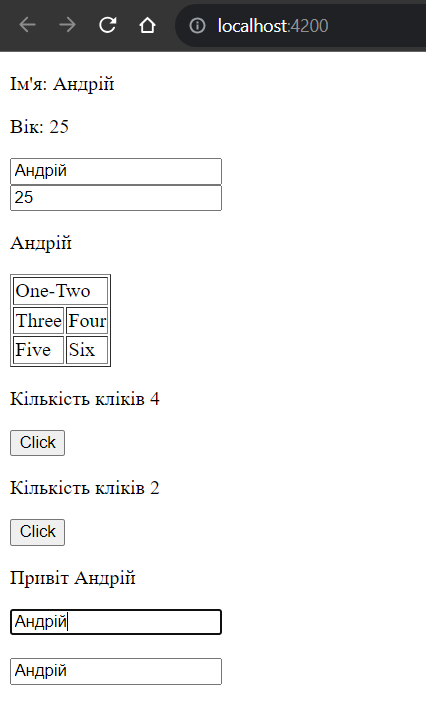 localhost:4200
Ім'я: Андрій
Вік: 25
Андрій
25
Андрій
One-Two
Three Four
Five Six
Кількість кліків 4
Click
Кількість кліків 2
Click
Привіт Андрій
Андрій
Андрій